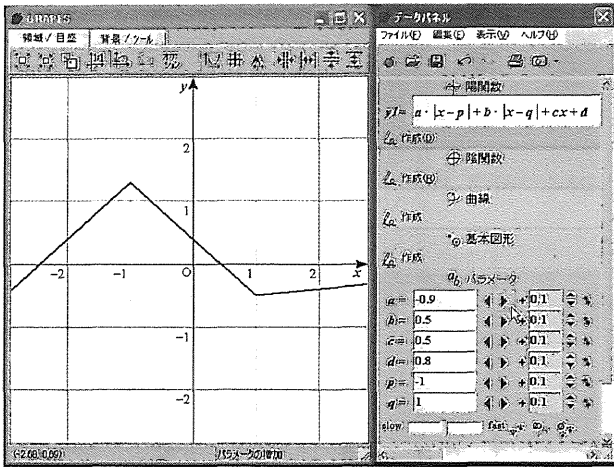 GRAPES
領域/目盛 背景/ツール
y
2
1
-2 -1 O 1 2 x
-1
-2
(-2.68, 0.69) パラメータの増加
データパネル
ファイル(F) 編集(E) 表示(V) ヘルプ(H)
陽関数
y1= a・|x-p|+b・|x-q|+cx+d
作成(D)
陰関数
作成(R)
曲線
作成
基本図形
作成
ab パラメータ
a= -0.9 + 0.1
b= 0.5 + 0.1
c= 0.5 + 0.1
d= 0.8 + 0.1
p= -1 + 0.1
q= 1 + 0.1
slow fast